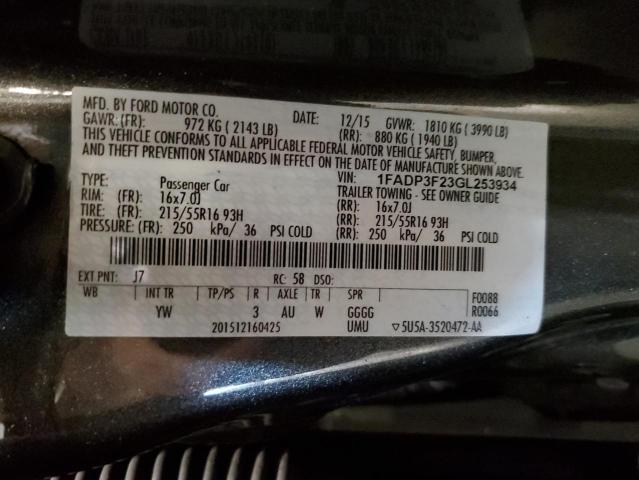 MFD. BY FORD MOTOR CO.
DATE: 12/15 GVWR: 1810 KG ( 3990 LB)
GAWR: (FR): 972 KG ( 2143 LB) (RR): 880 KG ( 1940 LB)
THIS VEHICLE CONFORMS TO ALL APPLICABLE FEDERAL MOTOR VEHICLE SAFETY, BUMPER,
AND THEFT PREVENTION STANDARDS IN EFFECT ON THE DATE OF MANUFACTURE SHOWN ABOVE.
VIN: 1FADP3F23GL253934
TYPE: Passenger Car TRAILER TOWING - SEE OWNER GUIDE
RIM: (FR): 16x7.0J (RR): 16x7.0J
TIRE: (FR): 215/55R16 93H (RR): 215/55R16 93H
PRESSURE: (FR): 250 kPa/ 36 PSI COLD (RR): 250 kPa/ 36 PSI COLD
EXT PNT: J7 RC: 58 DSO:
WB INT TR TP/PS R AXLE TR SPR F0088
YW 3 AU W GGGG R0066
201512160425 UMU ▽5U5A-3520472-AA